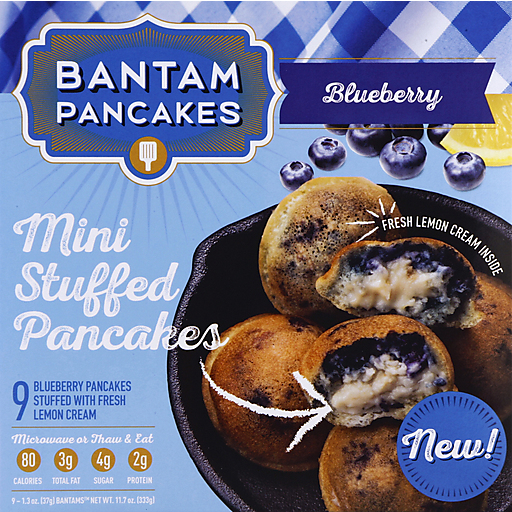 BANTAM
PANCAKES
Blueberry
FRESH LEMON CREAM INSIDE
Mini
Stuffed
Pancakes
9 BLUEBERRY PANCAKES
STUFFED WITH FRESH
LEMON CREAM
Microwave or Thaw & Eat
80 3g 4g 2g
CALORIES TOTAL FAT SUGAR PROTEIN
9 – 1.3 OZ. (37g) BANTAMS™ NET WT. 11.7 OZ. (333g)
New!